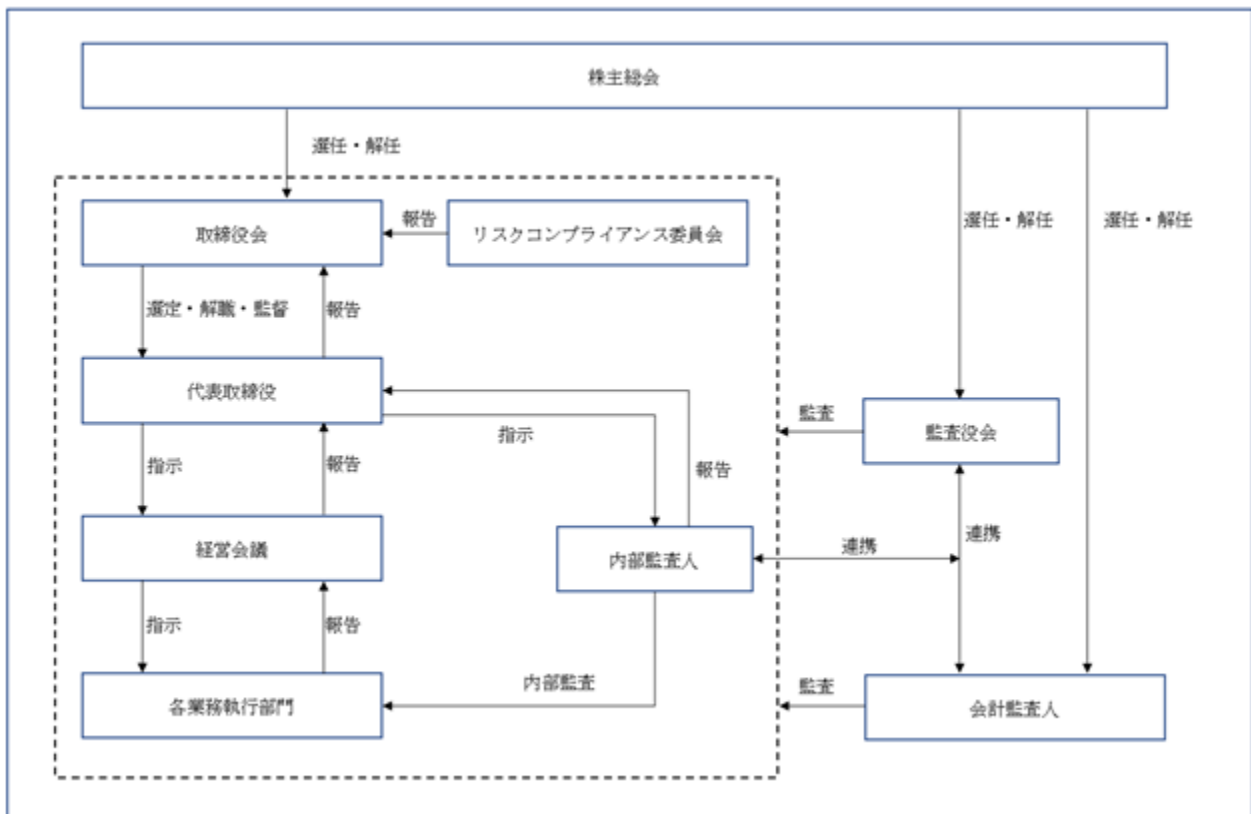 株主総会
選任・解任
取締役会
報告
リスクコンプライアンス委員会
選任・解任
選任・解任
選定・解職・監督
報告
代表取締役
指示
監査
監査役会
指示
報告
報告
経営会議
内部監査人
連携
連携
指示
報告
内部監査
監査
各業務執行部門
会計監査人